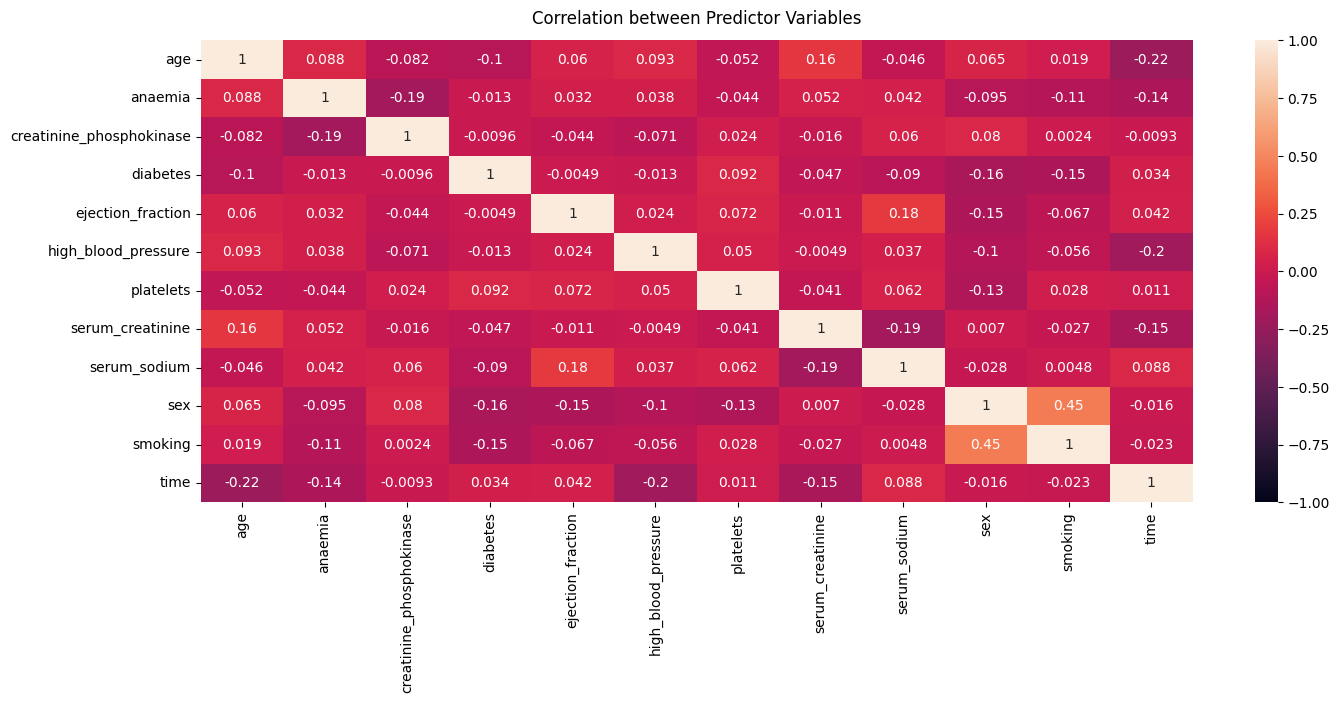 Correlation between Predictor Variables
age 1 0.088 -0.082 -0.1 0.06 0.093 -0.052 0.16 -0.046 0.065 0.019 -0.22
anaemia 0.088 1 -0.19 -0.013 0.032 0.038 -0.044 0.052 0.042 -0.095 -0.11 -0.14
creatinine_phosphokinase -0.082 -0.19 1 -0.0096 -0.044 -0.071 0.024 -0.016 0.06 0.08 0.0024 -0.0093
diabetes -0.1 -0.013 -0.0096 1 -0.0049 -0.013 0.092 -0.047 -0.09 -0.16 -0.15 0.034
ejection_fraction 0.06 0.032 -0.044 -0.0049 1 0.024 0.072 -0.011 0.18 -0.15 -0.067 0.042
high_blood_pressure 0.093 0.038 -0.071 -0.013 0.024 1 0.05 -0.0049 0.037 -0.1 -0.056 -0.2
platelets -0.052 -0.044 0.024 0.092 0.072 0.05 1 -0.041 0.062 -0.13 0.028 0.011
serum_creatinine 0.16 0.052 -0.016 -0.047 -0.011 -0.0049 -0.041 1 -0.19 0.007 -0.027 -0.15
serum_sodium -0.046 0.042 0.06 -0.09 0.18 0.037 0.062 -0.19 1 -0.028 0.0048 0.088
sex 0.065 -0.095 0.08 -0.16 -0.15 -0.1 -0.13 0.007 -0.028 1 0.45 -0.016
smoking 0.019 -0.11 0.0024 -0.15 -0.067 -0.056 0.028 -0.027 0.0048 0.45 1 -0.023
time -0.22 -0.14 -0.0093 0.034 0.042 -0.2 0.011 -0.15 0.088 -0.016 -0.023 1
age
anaemia
creatinine_phosphokinase
diabetes
ejection_fraction
high_blood_pressure
platelets
serum_creatinine
serum_sodium
sex
smoking
time
1.00
0.75
0.50
0.25
0.00
−0.25
−0.50
−0.75
−1.00